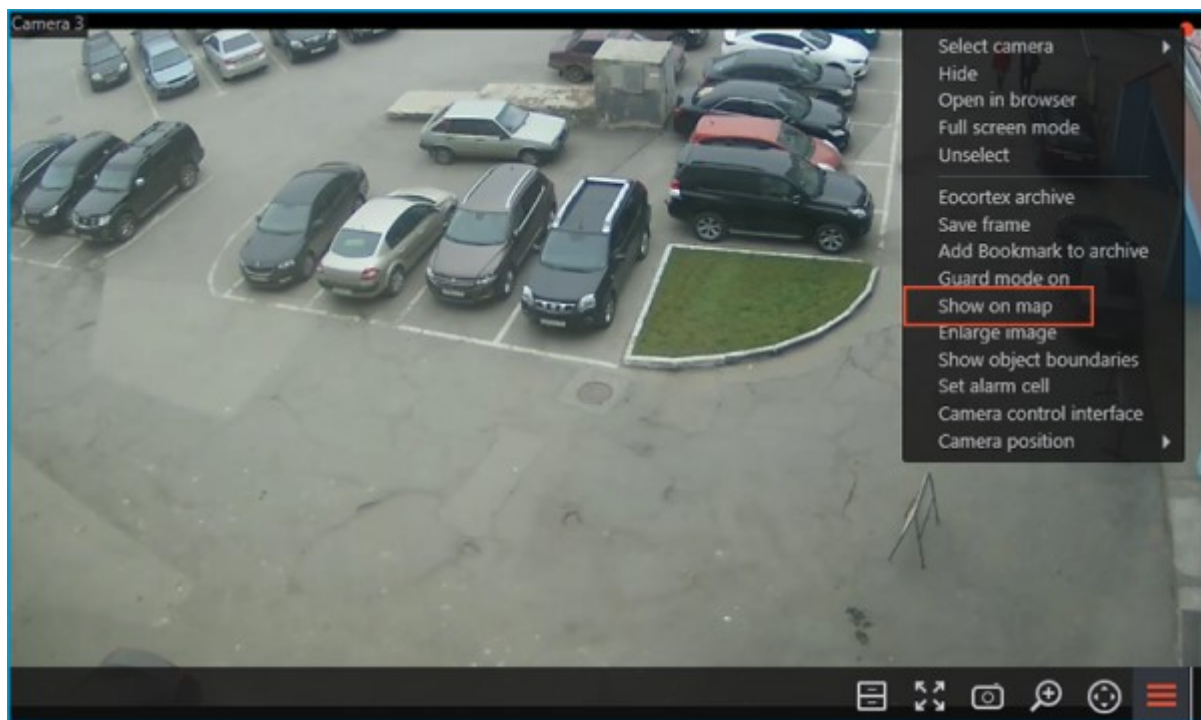 Camera 3
Select camera
Hide
Open in browser
Full screen mode
Unselect
Eocortex archive
Save frame
Add Bookmark to archive
Guard mode on
Show on map
Enlarge image
Show object boundaries
Set alarm cell
Camera control interface
Camera position